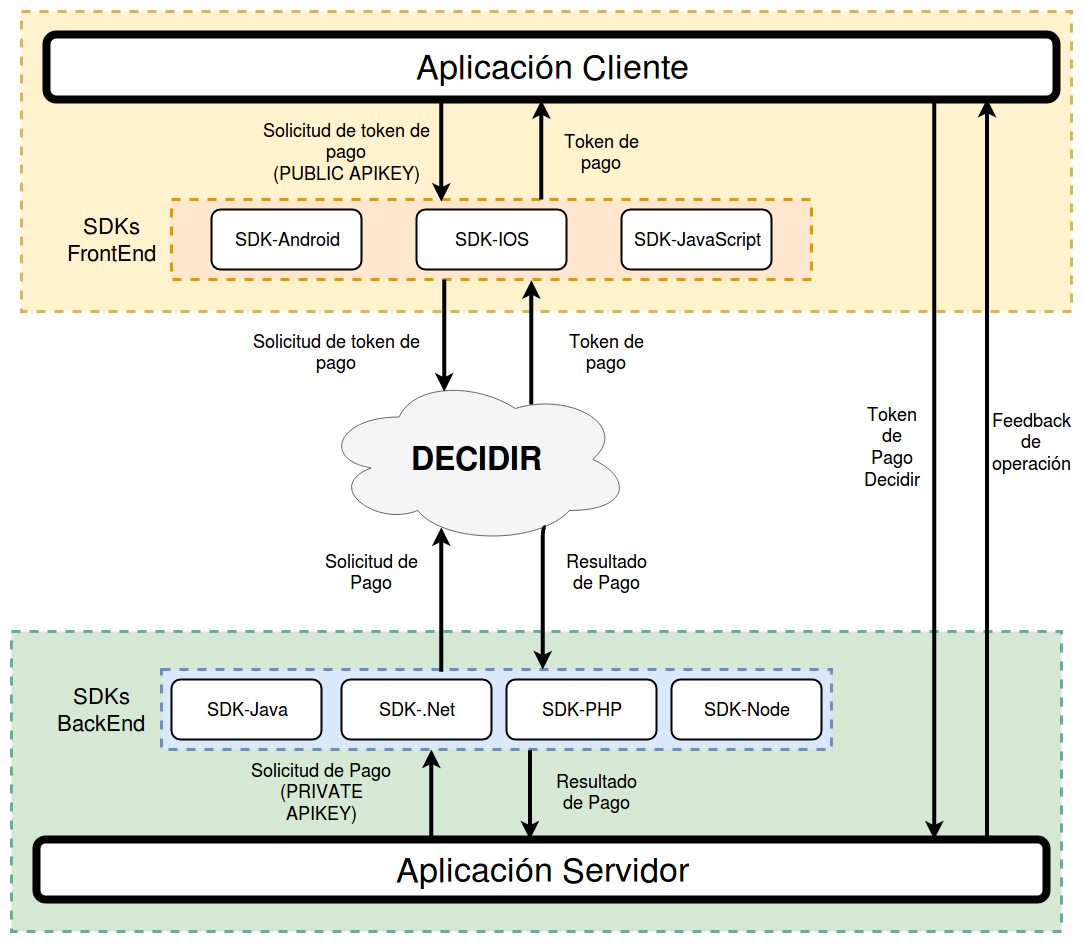 Aplicación Cliente
Solicitud de token de
pago
(PUBLIC APIKEY)
Token de
pago
SDKs
FrontEnd
SDK-Android
SDK-IOS
SDK-JavaScript
Solicitud de token de
pago
Token de
pago
Token
de
Pago
Decidir
Feedback
de
operación
DECIDIR
Solicitud de
Pago
Resultado
de Pago
SDKs
BackEnd
SDK-Java
SDK-.Net
SDK-PHP
SDK-Node
Solicitud de Pago
(PRIVATE
APIKEY)
Resultado
de Pago
Aplicación Servidor